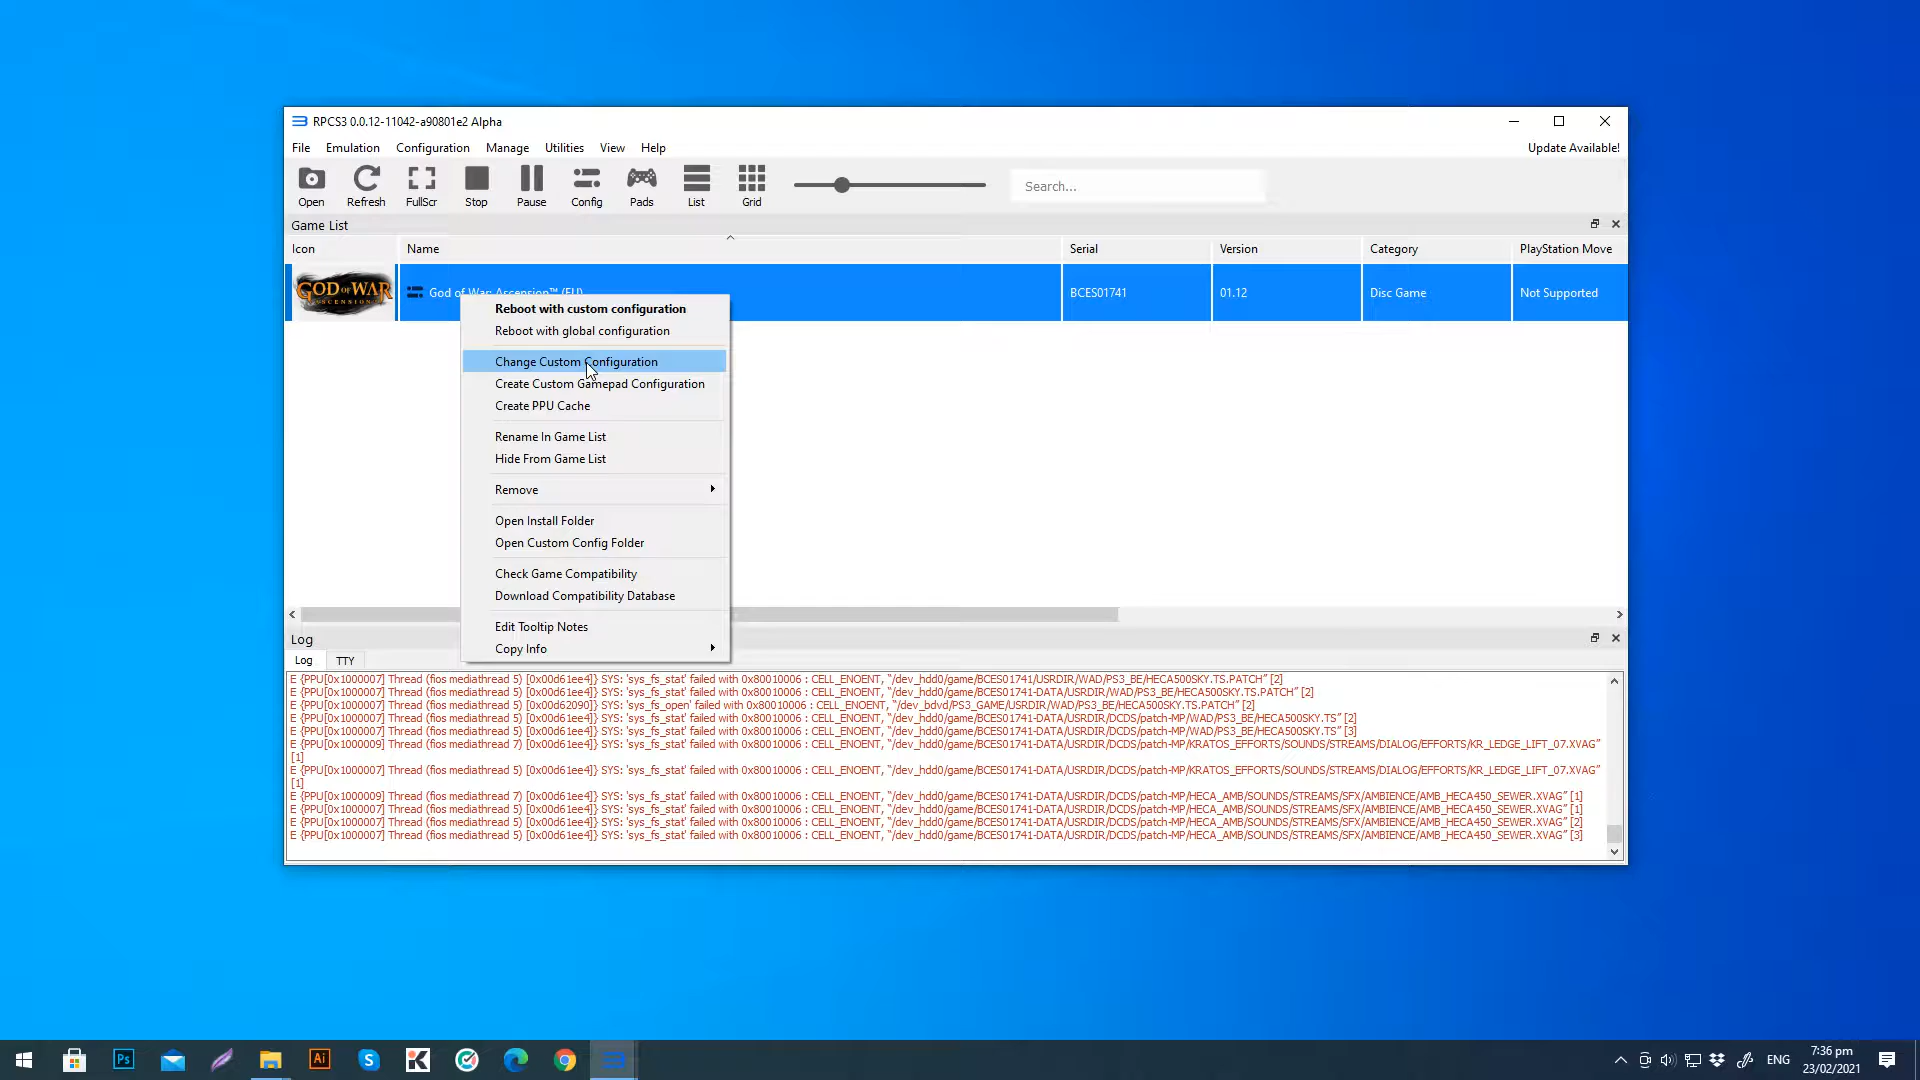 RPCS3 0.0.12-11042-a90801e2 Alpha
File Emulation Configuration Manage Utilities View Help Update Available!
Open Refresh FullScr Stop Pause Config Pads List Grid Search...
Game List
Icon Name Serial Version Category PlayStation Move
GOD OF WAR
ASCENSION
God of War: Ascension™ (EU) BCES01741 01.12 Disc Game Not Supported
Reboot with custom configuration
Reboot with global configuration
Change Custom Configuration
Create Custom Gamepad Configuration
Create PPU Cache
Rename In Game List
Hide From Game List
Remove
Open Install Folder
Open Custom Config Folder
Check Game Compatibility
Download Compatibility Database
Edit Tooltip Notes
Copy Info
Log
Log TTY
E {PPU[0x1000007] Thread (fios mediathread 5) [0x00d61ee4]} SYS: 'sys_fs_stat' failed with 0x80010006 : CELL_ENOENT, “/dev_hdd0/game/BCES01741/USRDIR/WAD/PS3_BE/HECA500SKY.TS.PATCH” [2]
E {PPU[0x1000007] Thread (fios mediathread 5) [0x00d61ee4]} SYS: 'sys_fs_stat' failed with 0x80010006 : CELL_ENOENT, “/dev_hdd0/game/BCES01741-DATA/USRDIR/WAD/PS3_BE/HECA500SKY.TS.PATCH” [2]
E {PPU[0x1000007] Thread (fios mediathread 5) [0x00d62090]} SYS: 'sys_fs_open' failed with 0x80010006 : CELL_ENOENT, “/dev_bdvd/PS3_GAME/USRDIR/WAD/PS3_BE/HECA500SKY.TS.PATCH” [2]
E {PPU[0x1000007] Thread (fios mediathread 5) [0x00d61ee4]} SYS: 'sys_fs_stat' failed with 0x80010006 : CELL_ENOENT, “/dev_hdd0/game/BCES01741-DATA/USRDIR/DCDS/patch-MP/WAD/PS3_BE/HECA500SKY.TS” [2]
E {PPU[0x1000007] Thread (fios mediathread 5) [0x00d61ee4]} SYS: 'sys_fs_stat' failed with 0x80010006 : CELL_ENOENT, “/dev_hdd0/game/BCES01741-DATA/USRDIR/DCDS/patch-MP/WAD/PS3_BE/HECA500SKY.TS” [3]
E {PPU[0x1000009] Thread (fios mediathread 7) [0x00d61ee4]} SYS: 'sys_fs_stat' failed with 0x80010006 : CELL_ENOENT, “/dev_hdd0/game/BCES01741-DATA/USRDIR/DCDS/patch-MP/KRATOS_EFFORTS/SOUNDS/STREAMS/DIALOG/EFFORTS/KR_LEDGE_LIFT_07.XVAG”
[1]
E {PPU[0x1000007] Thread (fios mediathread 5) [0x00d61ee4]} SYS: 'sys_fs_stat' failed with 0x80010006 : CELL_ENOENT, “/dev_hdd0/game/BCES01741-DATA/USRDIR/DCDS/patch-MP/KRATOS_EFFORTS/SOUNDS/STREAMS/DIALOG/EFFORTS/KR_LEDGE_LIFT_07.XVAG”
[1]
E {PPU[0x1000009] Thread (fios mediathread 7) [0x00d61ee4]} SYS: 'sys_fs_stat' failed with 0x80010006 : CELL_ENOENT, “/dev_hdd0/game/BCES01741-DATA/USRDIR/DCDS/patch-MP/HECA_AMB/SOUNDS/STREAMS/SFX/AMBIENCE/AMB_HECA450_SEWER.XVAG” [1]
E {PPU[0x1000007] Thread (fios mediathread 5) [0x00d61ee4]} SYS: 'sys_fs_stat' failed with 0x80010006 : CELL_ENOENT, “/dev_hdd0/game/BCES01741-DATA/USRDIR/DCDS/patch-MP/HECA_AMB/SOUNDS/STREAMS/SFX/AMBIENCE/AMB_HECA450_SEWER.XVAG” [1]
E {PPU[0x1000007] Thread (fios mediathread 5) [0x00d61ee4]} SYS: 'sys_fs_stat' failed with 0x80010006 : CELL_ENOENT, “/dev_hdd0/game/BCES01741-DATA/USRDIR/DCDS/patch-MP/HECA_AMB/SOUNDS/STREAMS/SFX/AMBIENCE/AMB_HECA450_SEWER.XVAG” [2]
E {PPU[0x1000007] Thread (fios mediathread 5) [0x00d61ee4]} SYS: 'sys_fs_stat' failed with 0x80010006 : CELL_ENOENT, “/dev_hdd0/game/BCES01741-DATA/USRDIR/DCDS/patch-MP/HECA_AMB/SOUNDS/STREAMS/SFX/AMBIENCE/AMB_HECA450_SEWER.XVAG” [3]
Ps Ai S K ENG 7:36 pm
23/02/2021